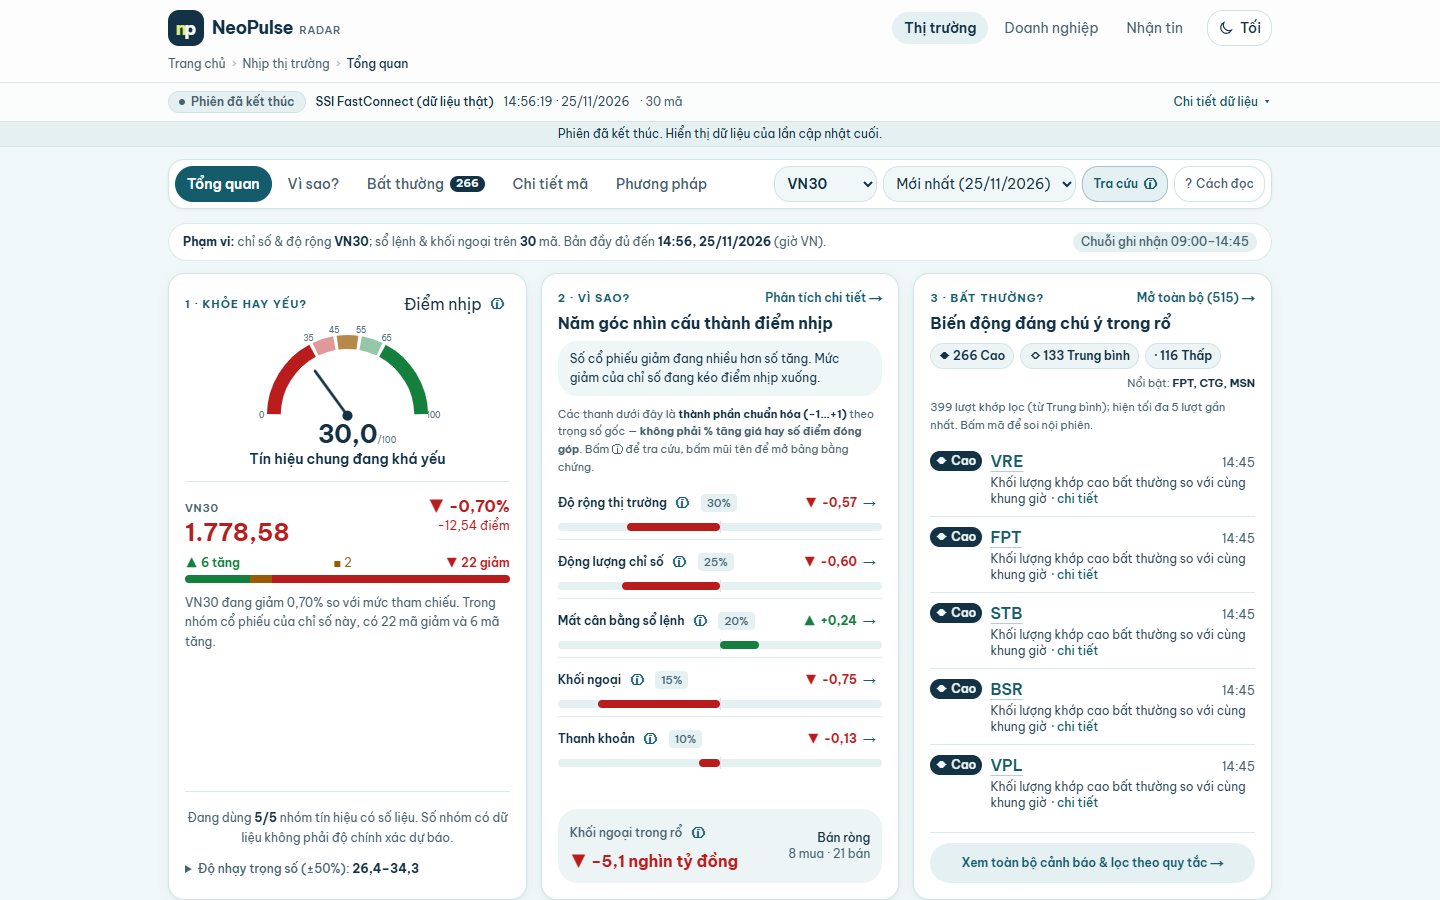 np NeoPulse RADAR
Thị trường Doanh nghiệp Nhận tin Tối
Trang chủ › Nhịp thị trường › Tổng quan
Phiên đã kết thúc SSI FastConnect (dữ liệu thật) 14:56:19 · 25/11/2026 · 30 mã Chi tiết dữ liệu
Phiên đã kết thúc. Hiển thị dữ liệu của lần cập nhật cuối.
Tổng quan Vì sao? Bất thường 266 Chi tiết mã Phương pháp VN30 Mới nhất (25/11/2026) Tra cứu ⓘ ? Cách đọc
Phạm vi: chỉ số & độ rộng VN30; sổ lệnh & khối ngoại trên 30 mã. Bản đầy đủ đến 14:56, 25/11/2026 (giờ VN). Chuỗi ghi nhận 09:00–14:45
1 · KHỎE HAY YẾU? Điểm nhịp ⓘ
0 35 45 55 65 100
30,0/100
Tín hiệu chung đang khá yếu
VN30 ▼ -0,70%
1.778,58 -12,54 điểm
▲ 6 tăng ■ 2 ▼ 22 giảm
VN30 đang giảm 0,70% so với mức tham chiếu. Trong
nhóm cổ phiếu của chỉ số này, có 22 mã giảm và 6 mã
tăng.
Đang dùng 5/5 nhóm tín hiệu có số liệu. Số nhóm có dữ
liệu không phải độ chính xác dự báo.
▶ Độ nhạy trọng số (±50%): 26,4–34,3
2 · VÌ SAO? Phân tích chi tiết →
Năm góc nhìn cấu thành điểm nhịp
Số cổ phiếu giảm đang nhiều hơn số tăng. Mức
giảm của chỉ số đang kéo điểm nhịp xuống.
Các thanh dưới đây là thành phần chuẩn hóa (−1…+1) theo
trọng số gốc — không phải % tăng giá hay số điểm đóng
góp. Bấm ⓘ để tra cứu, bấm mũi tên để mở bảng bằng
chứng.
Độ rộng thị trường ⓘ 30% ▼ -0,57 →
Động lượng chỉ số ⓘ 25% ▼ -0,60 →
Mất cân bằng sổ lệnh ⓘ 20% ▲ +0,24 →
Khối ngoại ⓘ 15% ▼ -0,75 →
Thanh khoản ⓘ 10% ▼ -0,13 →
Khối ngoại trong rổ ⓘ Bán ròng
▼ −5,1 nghìn tỷ đồng 8 mua · 21 bán
3 · BẤT THƯỜNG? Mở toàn bộ (515) →
Biến động đáng chú ý trong rổ
266 Cao 133 Trung bình · 116 Thấp
Nổi bật: FPT, CTG, MSN
399 lượt khớp lọc (từ Trung bình); hiện tối đa 5 lượt gần
nhất. Bấm mã để soi nội phiên.
Cao VRE 14:45
Khối lượng khớp cao bất thường so với cùng
khung giờ · chi tiết
Cao FPT 14:45
Khối lượng khớp cao bất thường so với cùng
khung giờ · chi tiết
Cao STB 14:45
Khối lượng khớp cao bất thường so với cùng
khung giờ · chi tiết
Cao BSR 14:45
Khối lượng khớp cao bất thường so với cùng
khung giờ · chi tiết
Cao VPL 14:45
Khối lượng khớp cao bất thường so với cùng
khung giờ · chi tiết
Xem toàn bộ cảnh báo & lọc theo quy tắc →